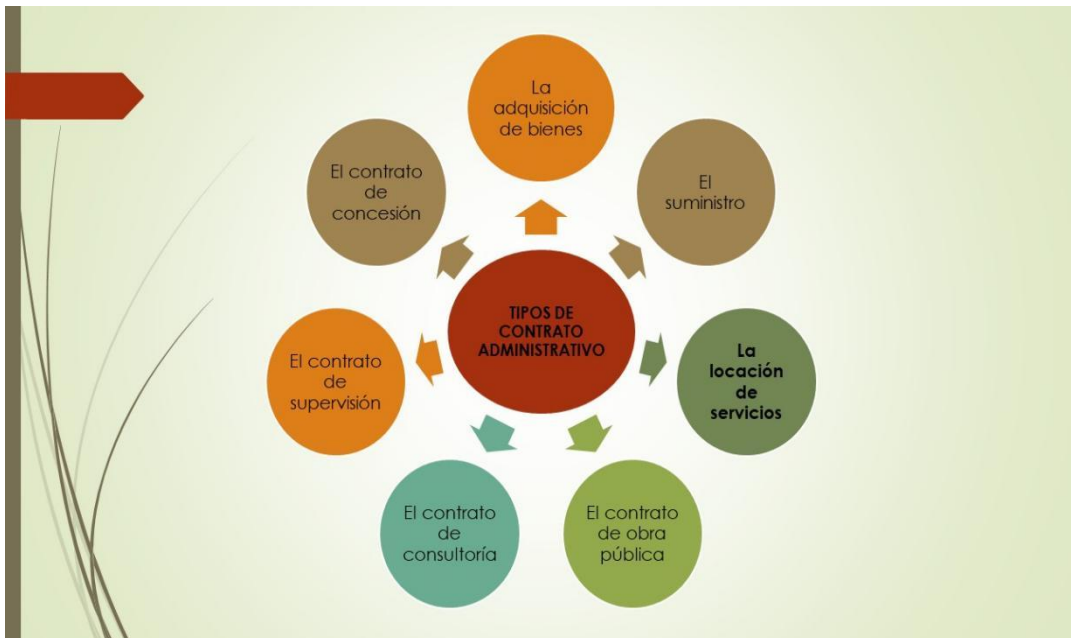 La
adquisición
de bienes
El
suministro
La
locación
de
servicios
El contrato
de obra
pública
El contrato
de
consultoría
El contrato
de
supervisión
El contrato
de
concesión
TIPOS DE
CONTRATO
ADMINISTRATIVO